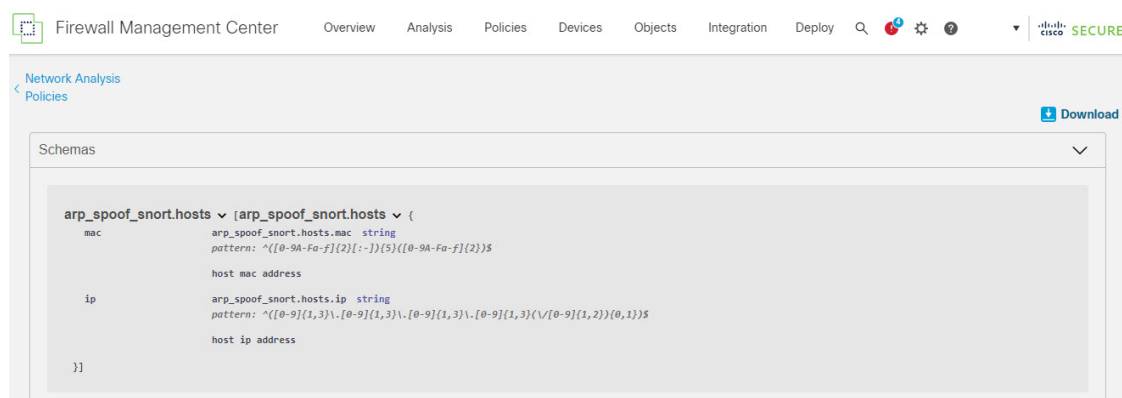 Firewall Management Center Overview Analysis Policies Devices Objects Integration Deploy 4 cisco SECURE
Network Analysis
Policies
Download
Schemas
arp_spoof_snort.hosts [arp_spoof_snort.hosts {
mac arp_spoof_snort.hosts.mac string
pattern: ^([0-9A-Fa-f]{2}[:-]){5}([0-9A-Fa-f]{2})$
host mac address
ip arp_spoof_snort.hosts.ip string
pattern: ^([0-9]{1,3}\.[0-9]{1,3}\.[0-9]{1,3}\.[0-9]{1,3}(\/[0-9]{1,2}){0,1})$
host ip address
}]